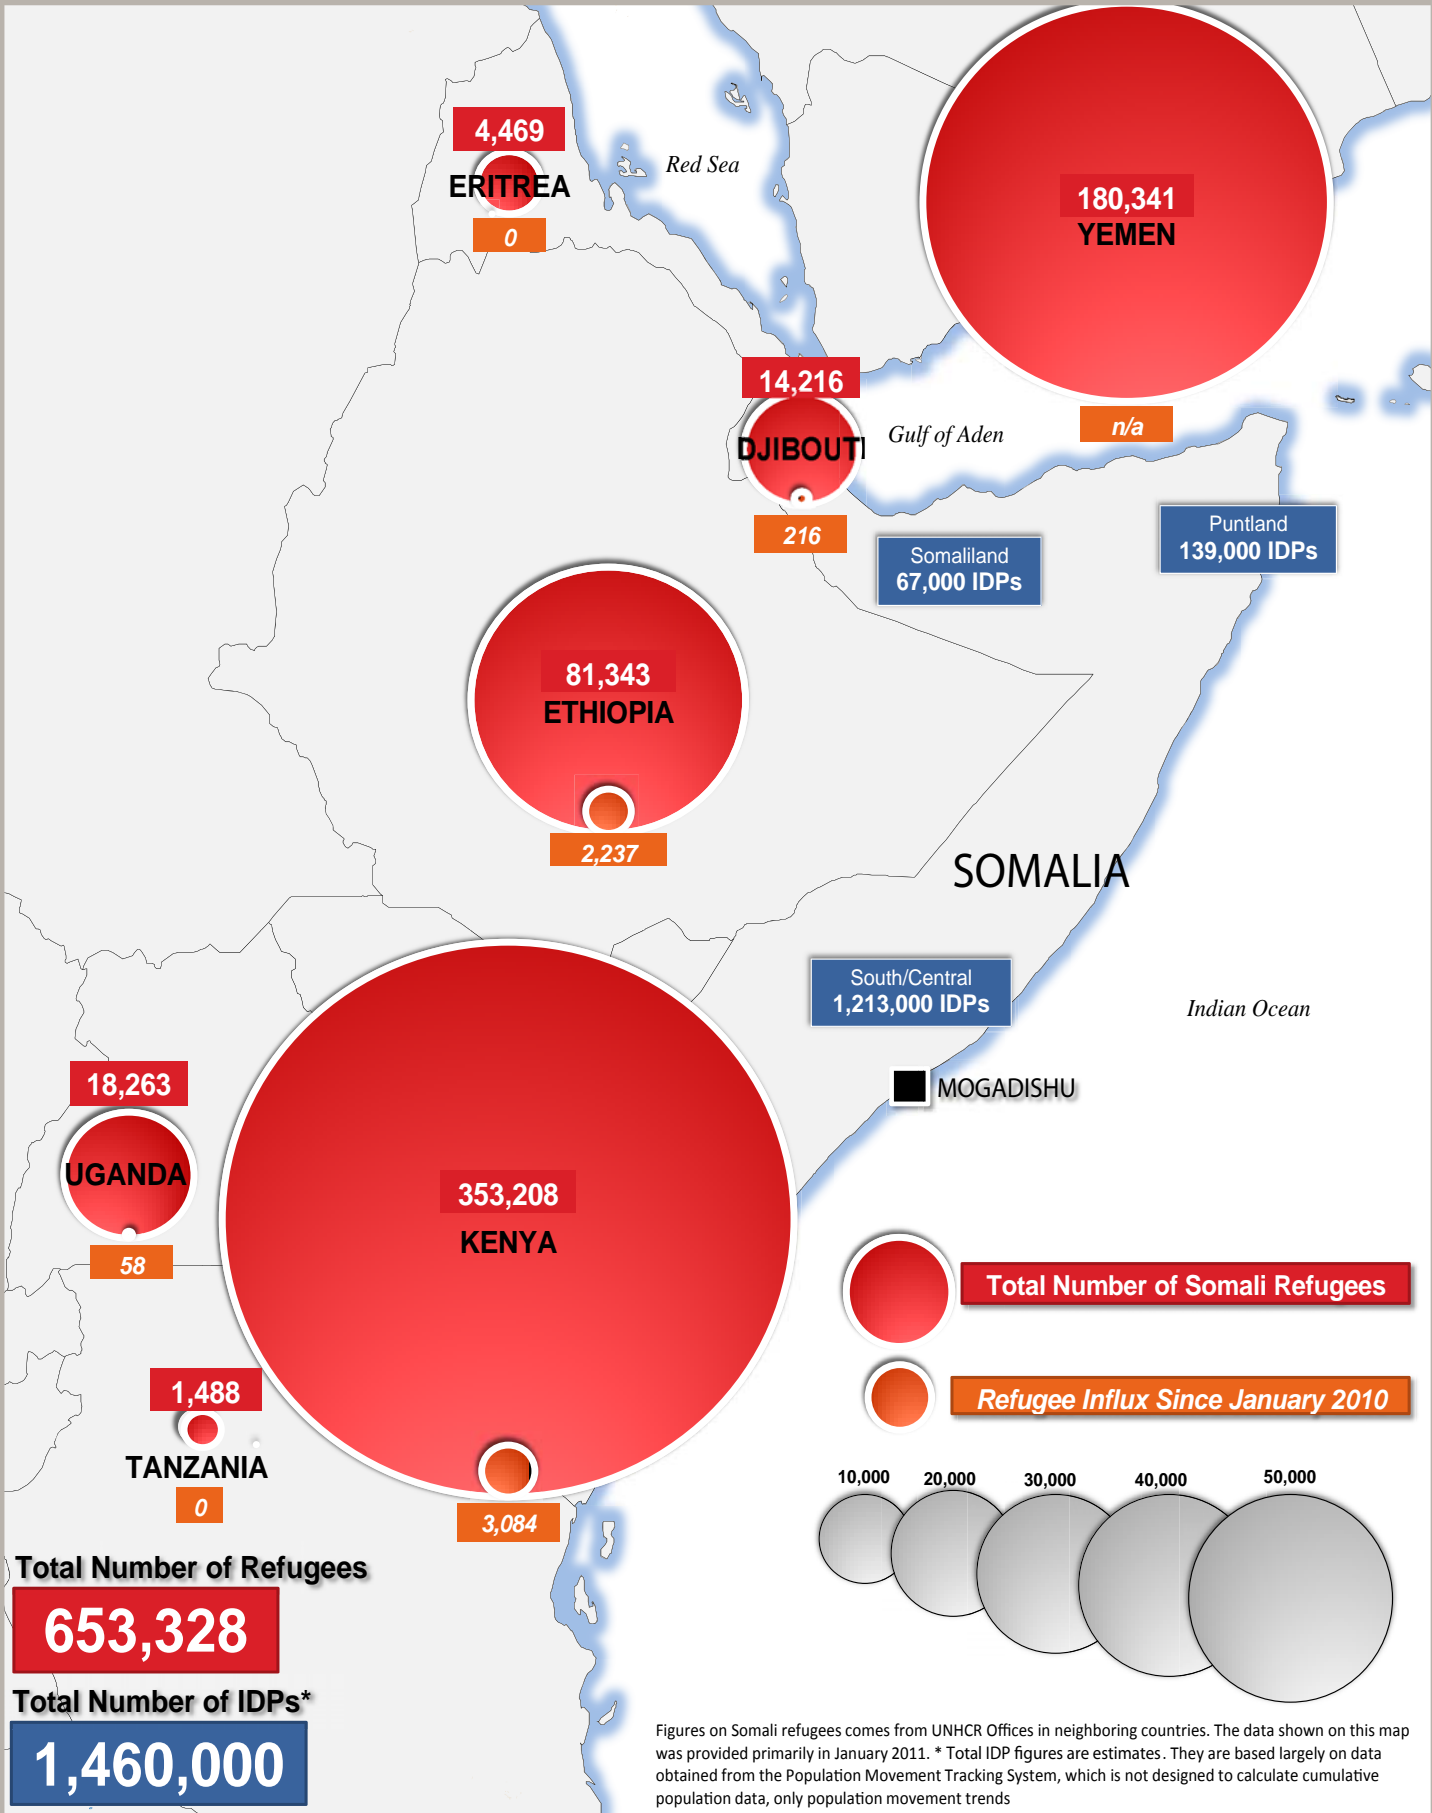 4,469
ERITREA
0
Red Sea
180,341
YEMEN
n/a
14,216
DJIBOUTI
216
Gulf of Aden
Somaliland
67,000 IDPs
Puntland
139,000 IDPs
81,343
ETHIOPIA
2,237
SOMALIA
South/Central
1,213,000 IDPs
Indian Ocean
MOGADISHU
18,263
UGANDA
58
353,208
KENYA
3,084
1,488
TANZANIA
0
Total Number of Somali Refugees
Refugee Influx Since January 2010
10,000
20,000
30,000
40,000
50,000
Total Number of Refugees
653,328
Total Number of IDPs*
1,460,000
Figures on Somali refugees comes from UNHCR Offices in neighboring countries. The data shown on this map
was provided primarily in January 2011. * Total IDP figures are estimates. They are based largely on data
obtained from the Population Movement Tracking System, which is not designed to calculate cumulative
population data, only population movement trends